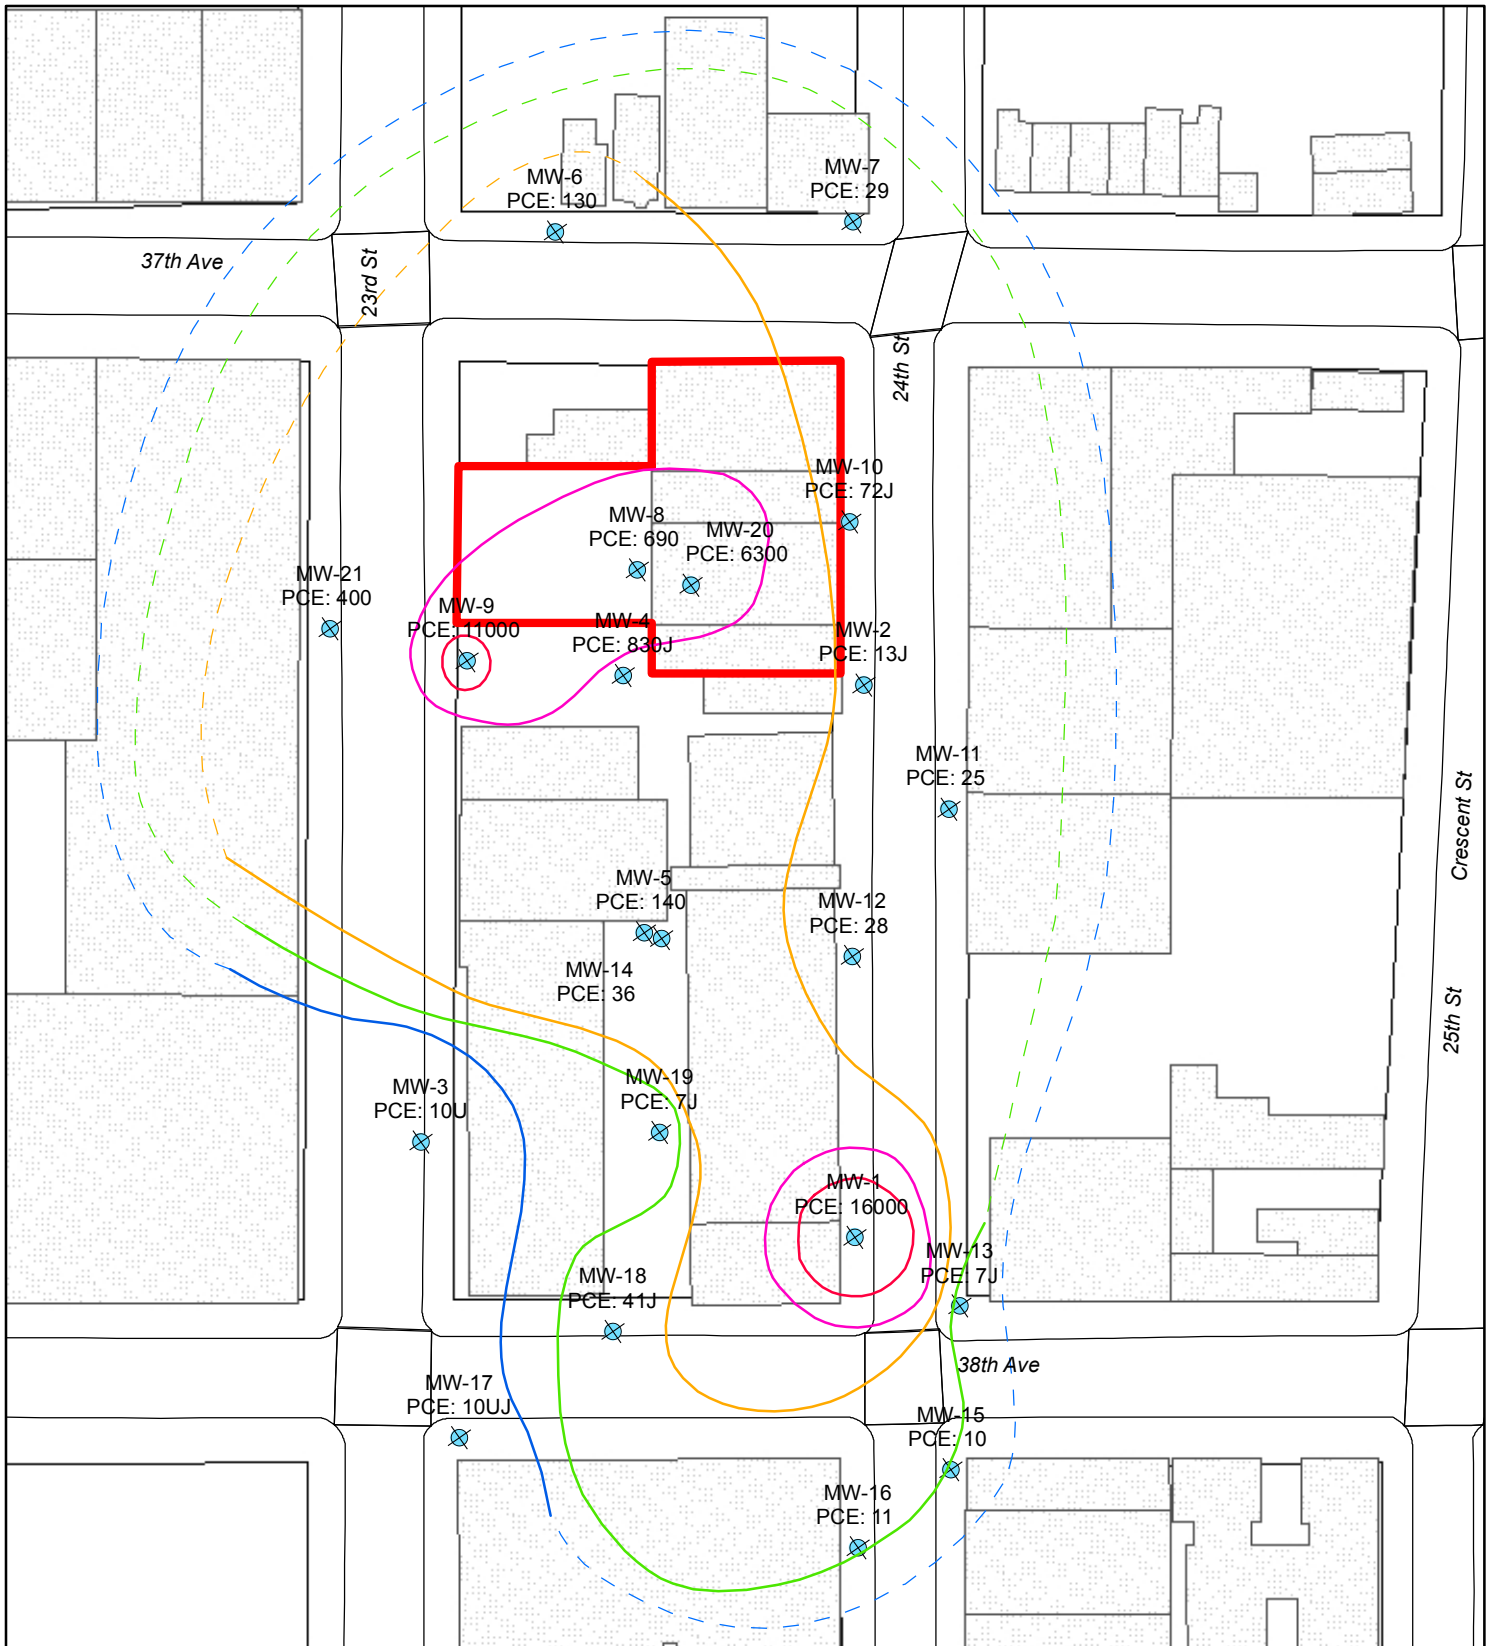 MW-6
PCE: 130
MW-7
PCE: 29
37th Ave
23rd St
24th St
MW-10
PCE: 72J
MW-8
PCE: 690
MW-20
PCE: 6300
MW-21
PCE: 400
MW-9
PCE: 11000
MW-4
PCE: 830J
MW-2
PCE: 13J
MW-11
PCE: 25
Crescent St
MW-5
PCE: 140
MW-12
PCE: 28
MW-14
PCE: 36
25th St
MW-3
PCE: 10U
MW-19
PCE: 7J
MW-1
PCE: 16000
MW-13
PCE: 7J
MW-18
PCE: 41J
38th Ave
MW-17
PCE: 10UJ
MW-15
PCE: 10
MW-16
PCE: 11